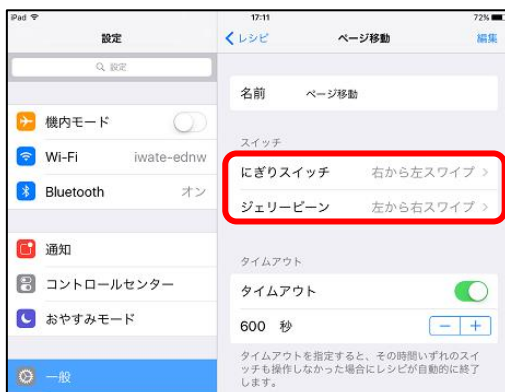 iPad
17:11
72%
設定
レシピ
ページ移動
編集
設定
機内モード
Wi-Fi
iwate-ednw
Bluetooth
オン
通知
コントロールセンター
おやすみモード
一般
名前
ページ移動
スイッチ
にぎりスイッチ
右から左スワイプ
ジェリービーン
左から右スワイプ
タイムアウト
タイムアウト
600 秒
− +
タイムアウトを指定すると、その時間いずれのスイ
ッチも操作しなかった場合にレシピが自動的に終了
します。